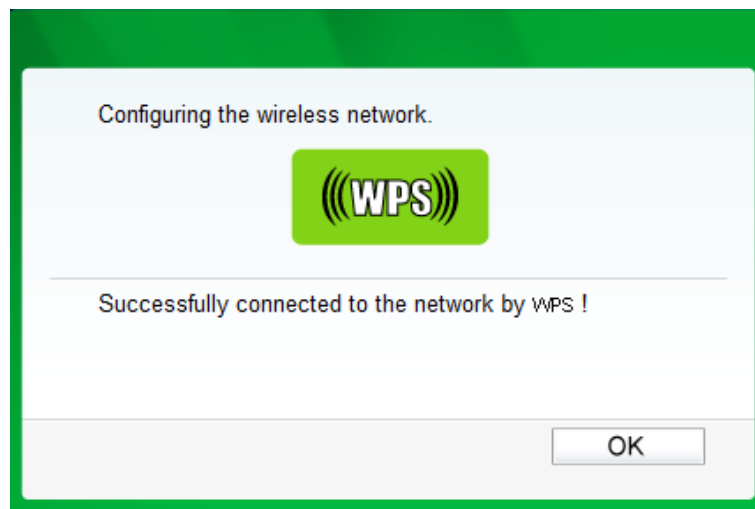 Configuring the wireless network.
(((WPS)))
Successfully connected to the network by WPS !
OK